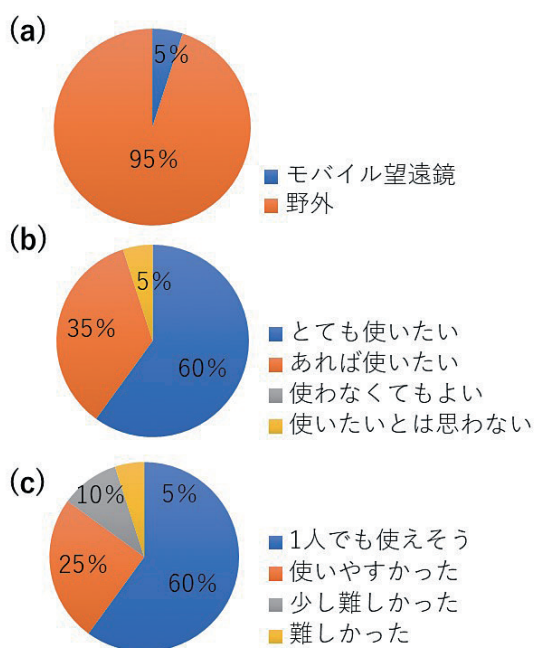 (a)
5%
95%
モバイル望遠鏡
野外
(b)
5%
35%
60%
とても使いたい
あれば使いたい
使わなくてもよい
使いたいとは思わない
(c)
10%
5%
25%
60%
1人でも使えそう
使いやすかった
少し難しかった
難しかった